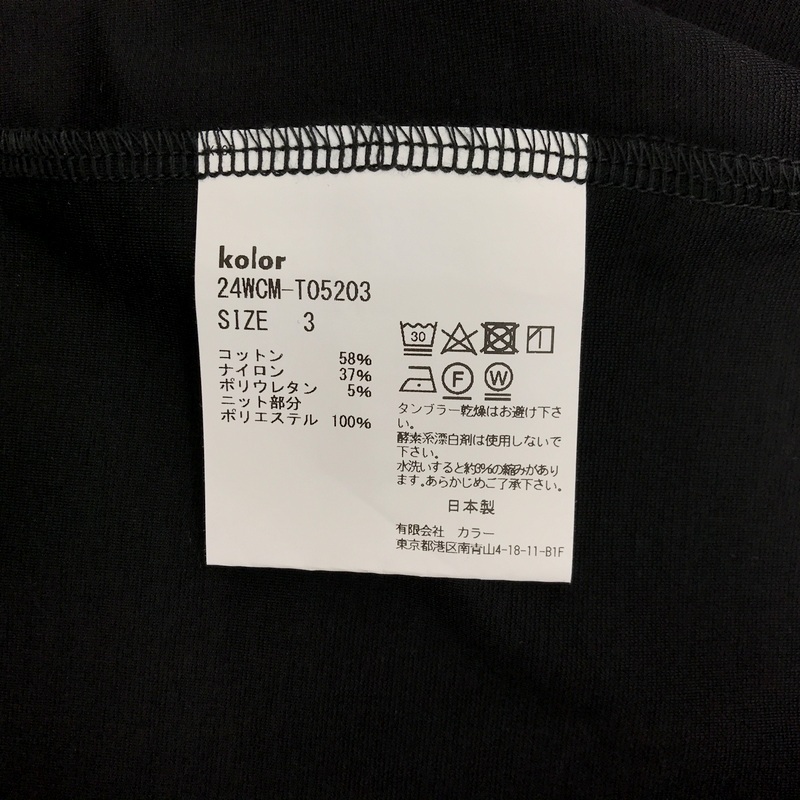 kolor
24WCM-T05203
SIZE 3
コットン 58%
ナイロン 37%
ポリウレタン 5%
ニット部分
ポリエステル 100%
30
F
W
タンブラー乾燥はお避け下さ
い。
酵素系漂白剤は使用しないで
下さい。
水洗いすると約3%の縮みがあり
ます。あらかじめご了承下さい。
日本製
有限会社 カラー
東京都港区南青山4-18-11-B1F